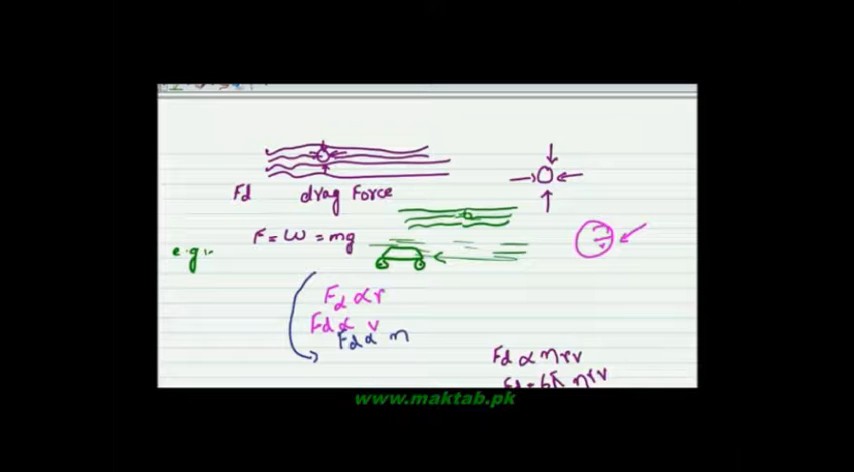 Fd drag Force
F = W = mg
e.g:-
Fd ∝ r
Fd ∝ v
Fd ∝ η
Fd ∝ ηrv
Fd = 6π ηrv
www.maktab.pk